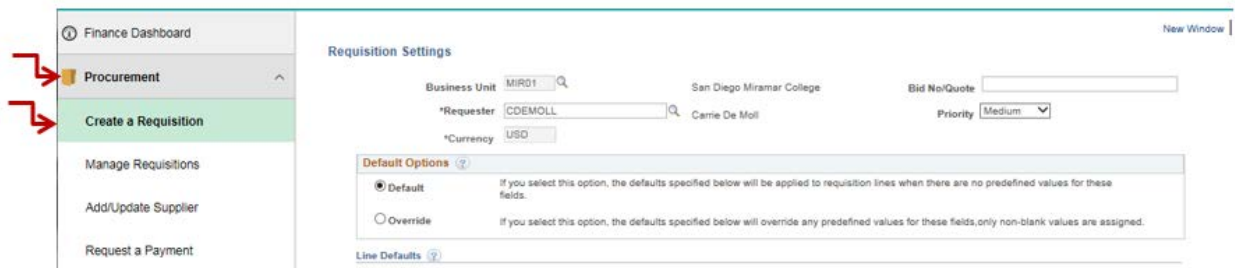 Finance Dashboard
New Window
Requisition Settings
Procurement
Business Unit MIR01 San Diego Miramar College Bid No/Quote
*Requester CDEMOLL Carrie De Moll Priority Medium
*Currency USD
Create a Requisition
Manage Requisitions
Add/Update Supplier
Request a Payment
Default Options
Default If you select this option, the defaults specified below will be applied to requisition lines when there are no predefined values for these
fields.
Override If you select this option, the defaults specified below will override any predefined values for these fields,only non-blank values are assigned.
Line Defaults